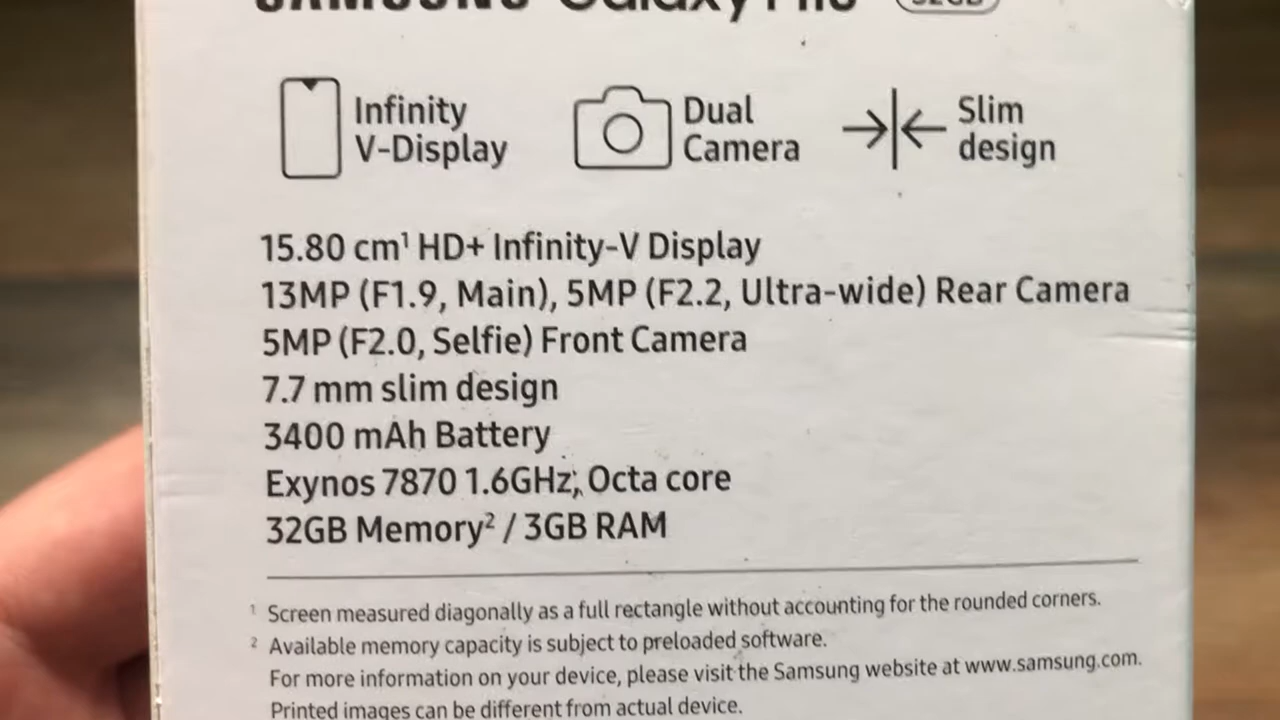 SAMSUNG Galaxy M10 32GB
Infinity
V-Display
Dual
Camera
Slim
design
15.80 cm¹ HD+ Infinity-V Display
13MP (F1.9, Main), 5MP (F2.2, Ultra-wide) Rear Camera
5MP (F2.0, Selfie) Front Camera
7.7 mm slim design
3400 mAh Battery
Exynos 7870 1.6GHz, Octa core
32GB Memory² / 3GB RAM
¹ Screen measured diagonally as a full rectangle without accounting for the rounded corners.
² Available memory capacity is subject to preloaded software.
For more information on your device, please visit the Samsung website at www.samsung.com.
Printed images can be different from actual device.